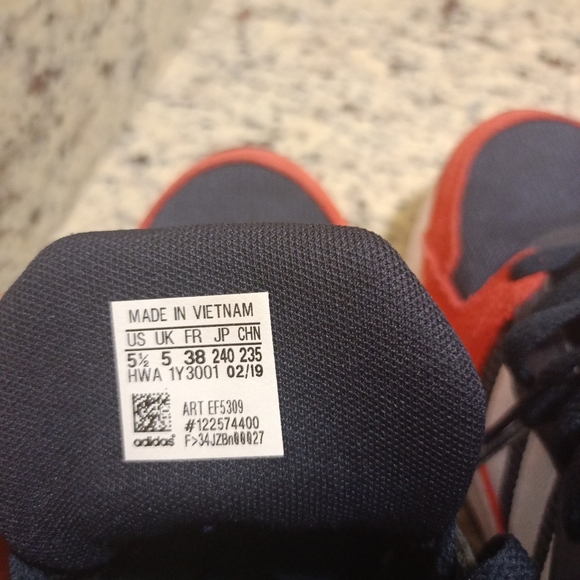 MADE IN VIETNAM
US UK FR JP CHN
5½ 5 38 240 235
HWA 1Y3001 02/19
ART EF5309
#122574400
adidas F>34JZBn00027